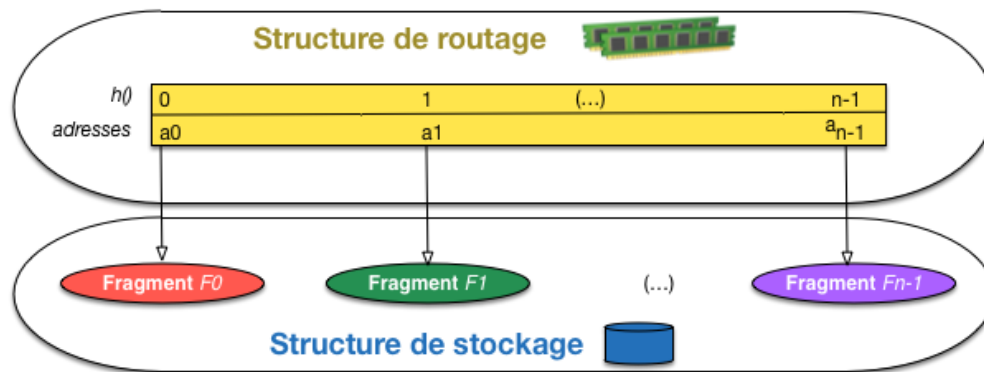 Structure de routage
h() 0 1 (...) n-1
adresses a0 a1 an-1
Fragment F0 Fragment F1 (...) Fragment Fn-1
Structure de stockage